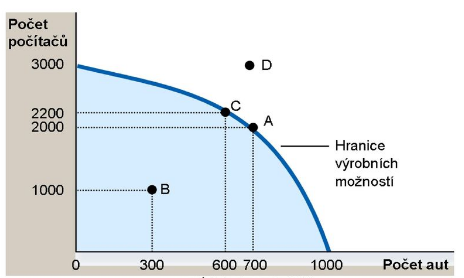 Počet
počítačů
3000
D
2200
C
2000
A
Hranice
výrobních
možností
1000
B
0
300
600
700
1000
Počet aut